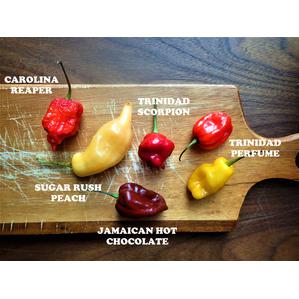 CAROLINA
REAPER
TRINIDAD
SCORPION
TRINIDAD
PERFUME
SUGAR RUSH
PEACH
JAMAICAN HOT
CHOCOLATE